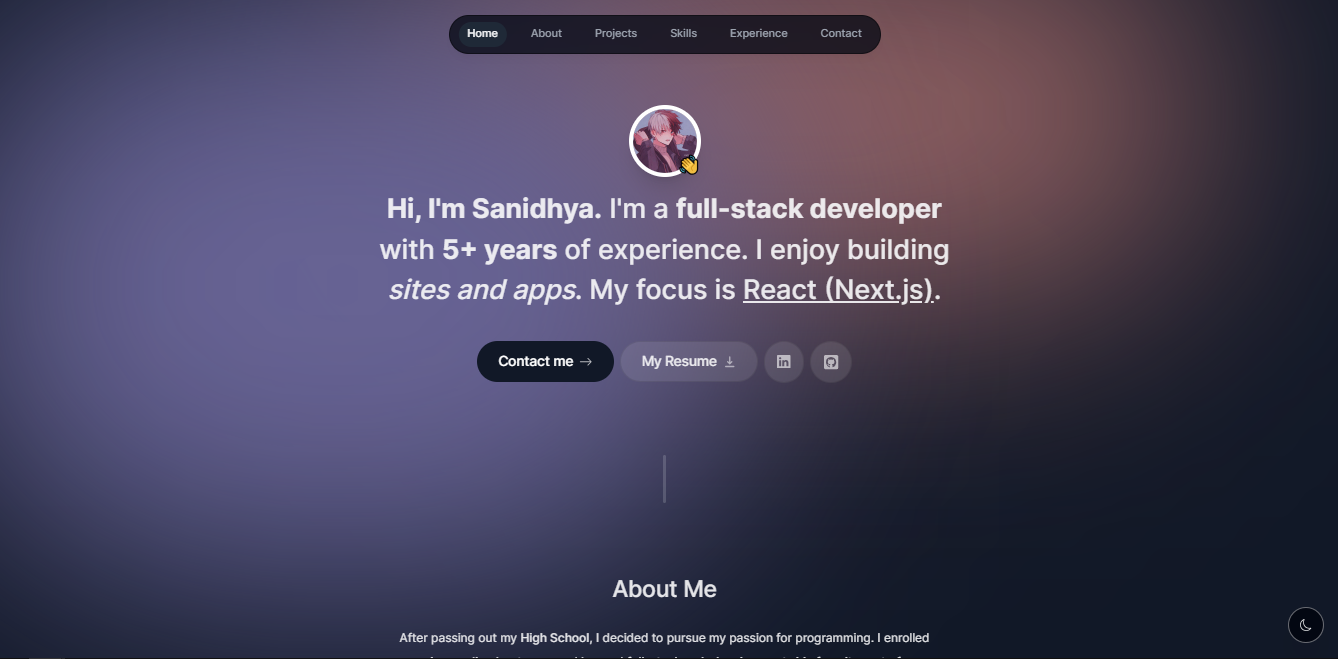 Home About Projects Skills Experience Contact
Hi, I'm Sanidhya. I'm a full-stack developer
with 5+ years of experience. I enjoy building
sites and apps. My focus is React (Next.js).
Contact me → My Resume
in
About Me
After passing out my High School, I decided to pursue my passion for programming. I enrolled